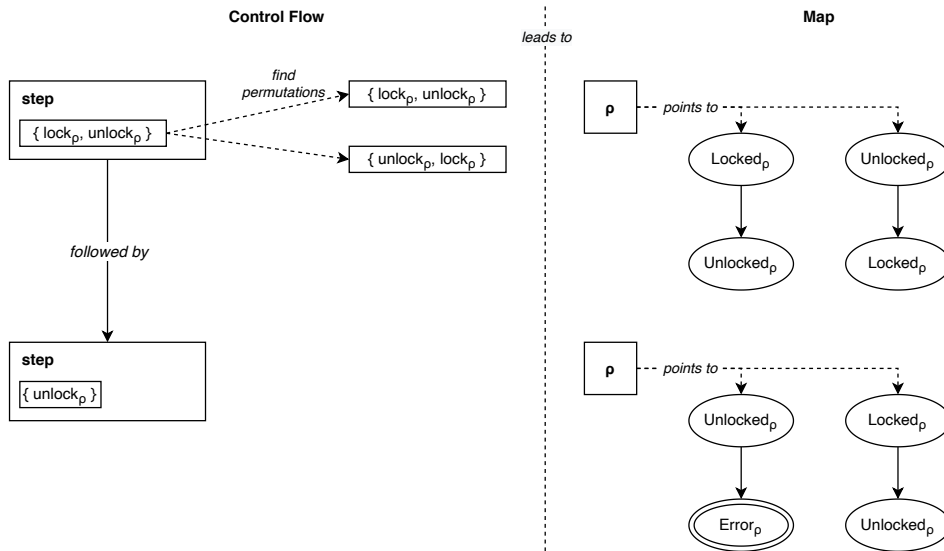 Control Flow
leads to
Map
step
{ lockρ, unlockρ }
find
permutations
{ lockρ, unlockρ }
{ unlockρ, lockρ }
ρ
points to
Lockedρ
Unlockedρ
Unlockedρ
Lockedρ
followed by
step
{ unlockρ }
ρ
points to
Unlockedρ
Lockedρ
Errorρ
Unlockedρ